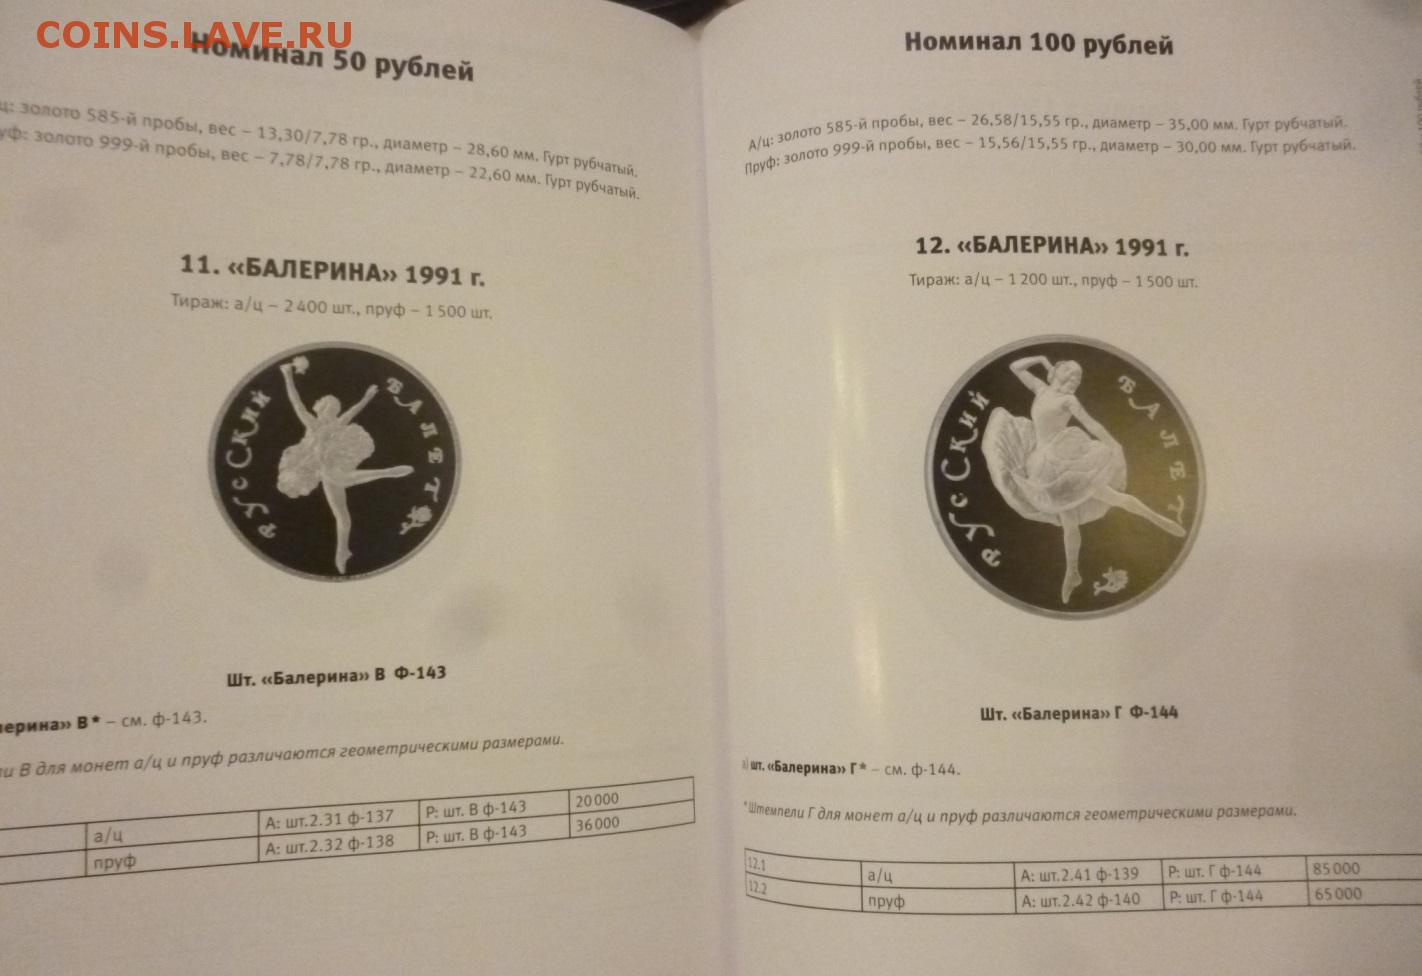 COINS.LAVE.RU
Номинал 50 рублей
ц: золото 585-й пробы, вес – 13,30/7,78 гр., диаметр – 28,60 мм. Гурт рубчатый.
уф: золото 999-й пробы, вес – 7,78/7,78 гр., диаметр – 22,60 мм. Гурт рубчатый.
11. «БАЛЕРИНА» 1991 г.
Тираж: а/ц – 2 400 шт., пруф – 1 500 шт.
РУССКИЙ БАЛЕТ
Шт. «Балерина» В Ф-143
лерина» В* – см. ф-143.
ли В для монет а/ц и пруф различаются геометрическими размерами.
а/ц А: шт.2.31 ф-137 Р: шт. В ф-143 20 000
пруф А: шт.2.32 ф-138 Р: шт. В ф-143 36 000
Номинал 100 рублей
А/ц: золото 585-й пробы, вес – 26,58/15,55 гр., диаметр – 35,00 мм. Гурт рубчатый.
Пруф: золото 999-й пробы, вес – 15,56/15,55 гр., диаметр – 30,00 мм. Гурт рубчатый.
12. «БАЛЕРИНА» 1991 г.
Тираж: а/ц – 1 200 шт., пруф – 1 500 шт.
РУССКИЙ БАЛЕТ
Шт. «Балерина» Г Ф-144
а) шт. «Балерина» Г* – см. ф-144.
*Штемпели Г для монет а/ц и пруф различаются геометрическими размерами.
12.1 а/ц А: шт.2.41 ф-139 Р: шт. Г ф-144 85 000
12.2 пруф А: шт.2.42 ф-140 Р: шт. Г ф-144 65 000